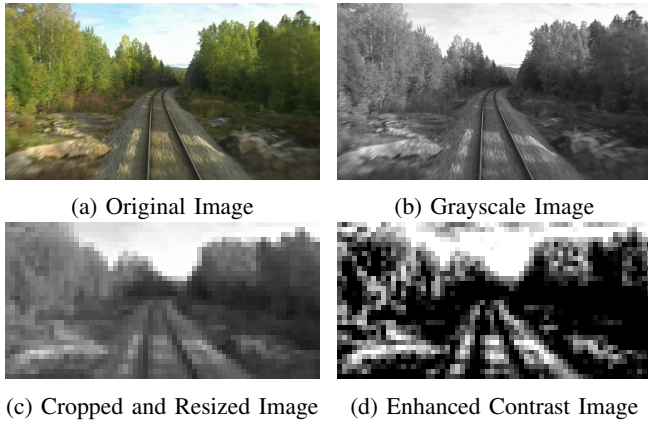 (a) Original Image
(b) Grayscale Image
(c) Cropped and Resized Image
(d) Enhanced Contrast Image